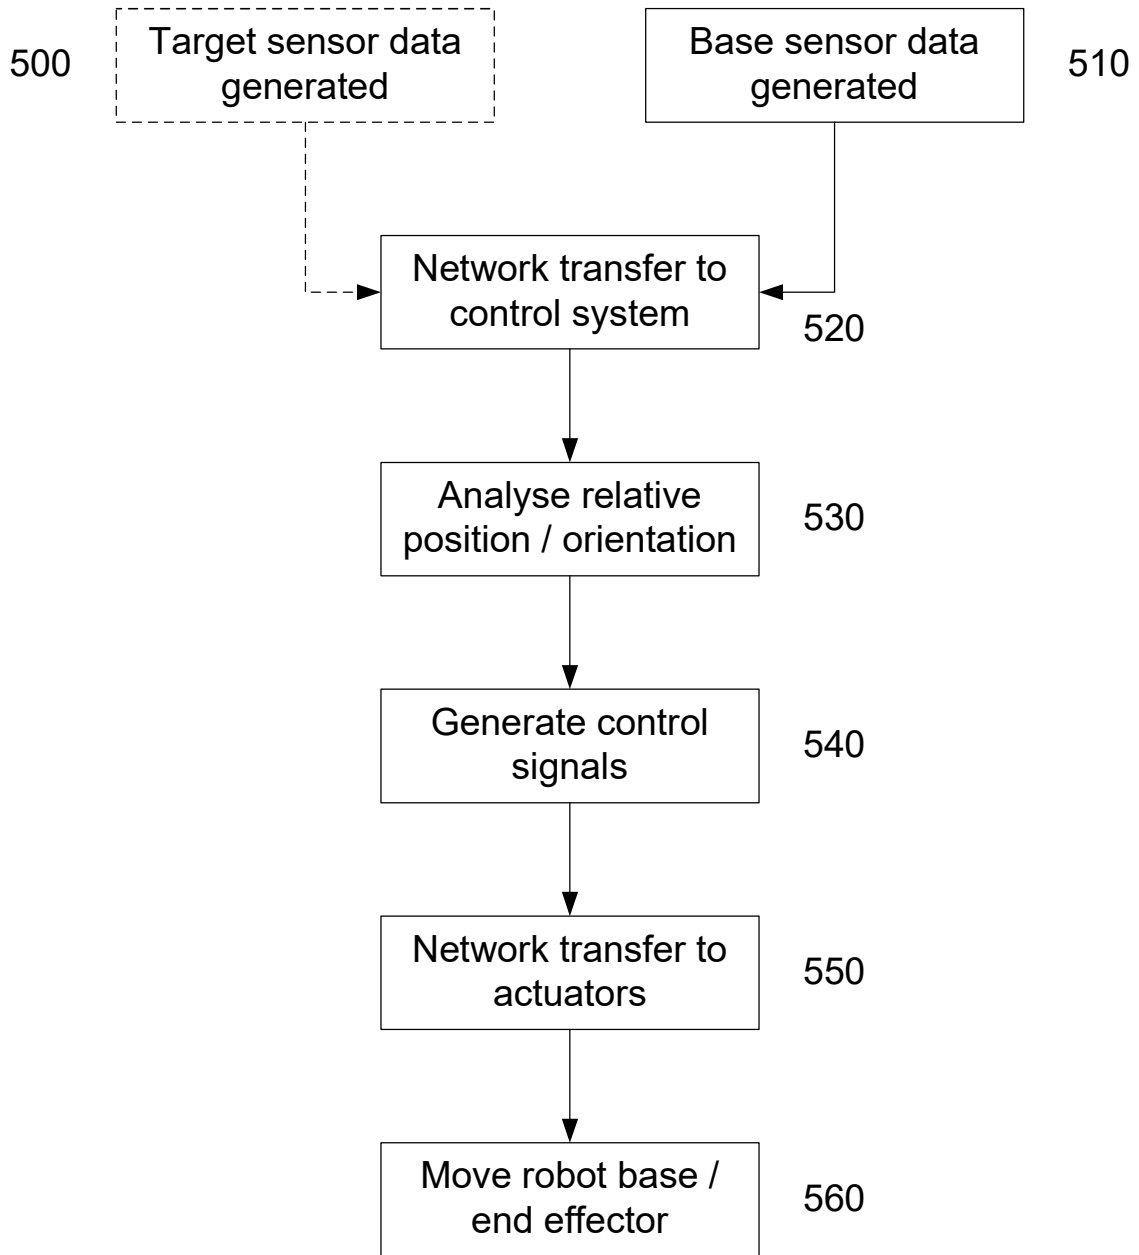 500
Target sensor data
generated
Base sensor data
generated
510
Network transfer to
control system
520
Analyse relative
position / orientation
530
Generate control
signals
540
Network transfer to
actuators
550
Move robot base /
end effector
560